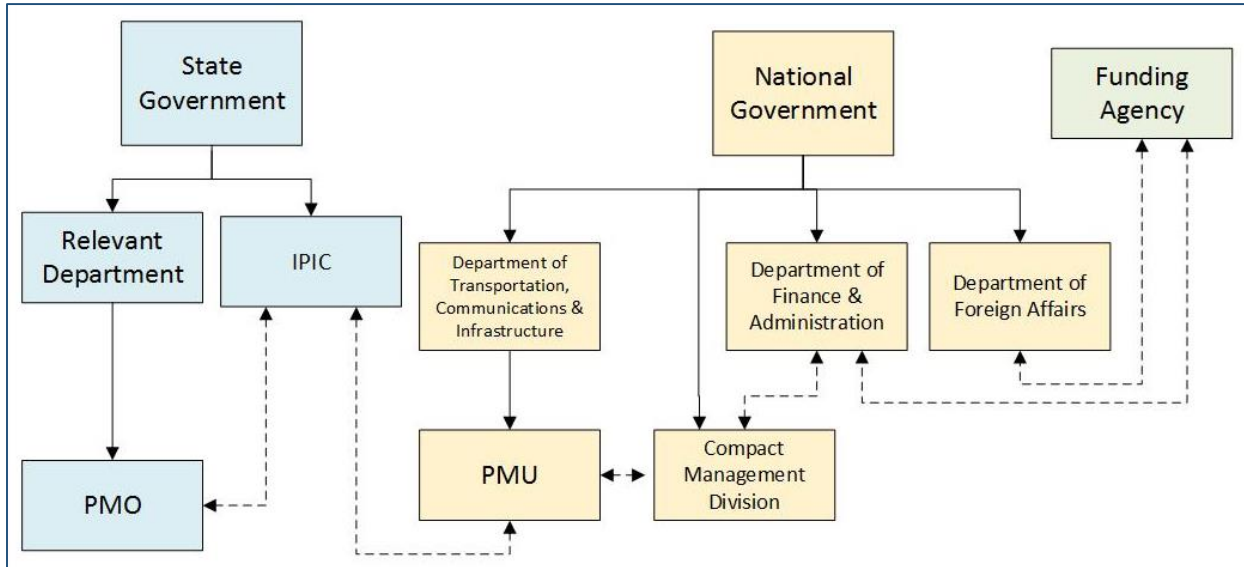 State
Government
National
Government
Funding
Agency
Relevant
Department
IPIC
Department of
Transportation,
Communications &
Infrastructure
Department of
Finance &
Administration
Department of
Foreign Affairs
PMO
PMU
Compact
Management
Division